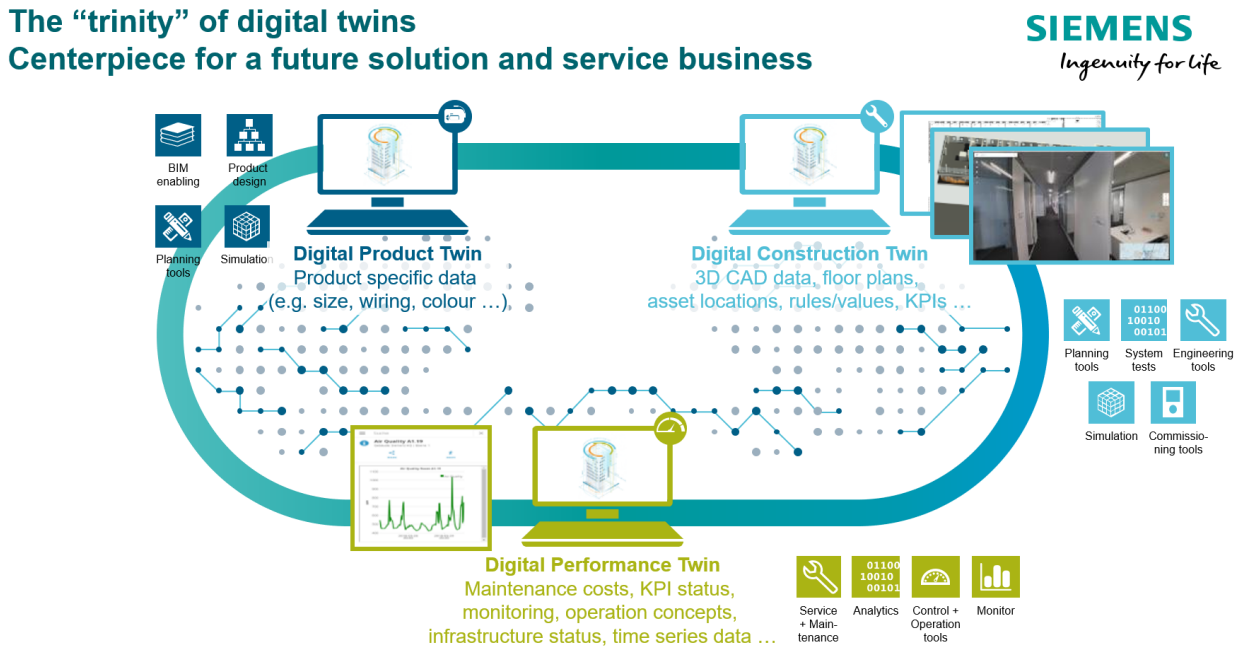 The “trinity” of digital twins
Centerpiece for a future solution and service business
SIEMENS
Ingenuity for life
BIM
enabling
Product
design
Planning
tools
Simulation
Digital Product Twin
Product specific data
(e.g. size, wiring, colour …)
Digital Construction Twin
3D CAD data, floor plans,
asset locations, rules/values, KPIs …
01100
10010
00101
Planning
tools
System
tests
Engineering
tools
Simulation
Commissio-
ning tools
Air Quality A1.10
Digital Performance Twin
Maintenance costs, KPI status,
monitoring, operation concepts,
infrastructure status, time series data …
01100
10010
00101
Service
+ Main-
tenance
Analytics
Control +
Operation
tools
Monitor